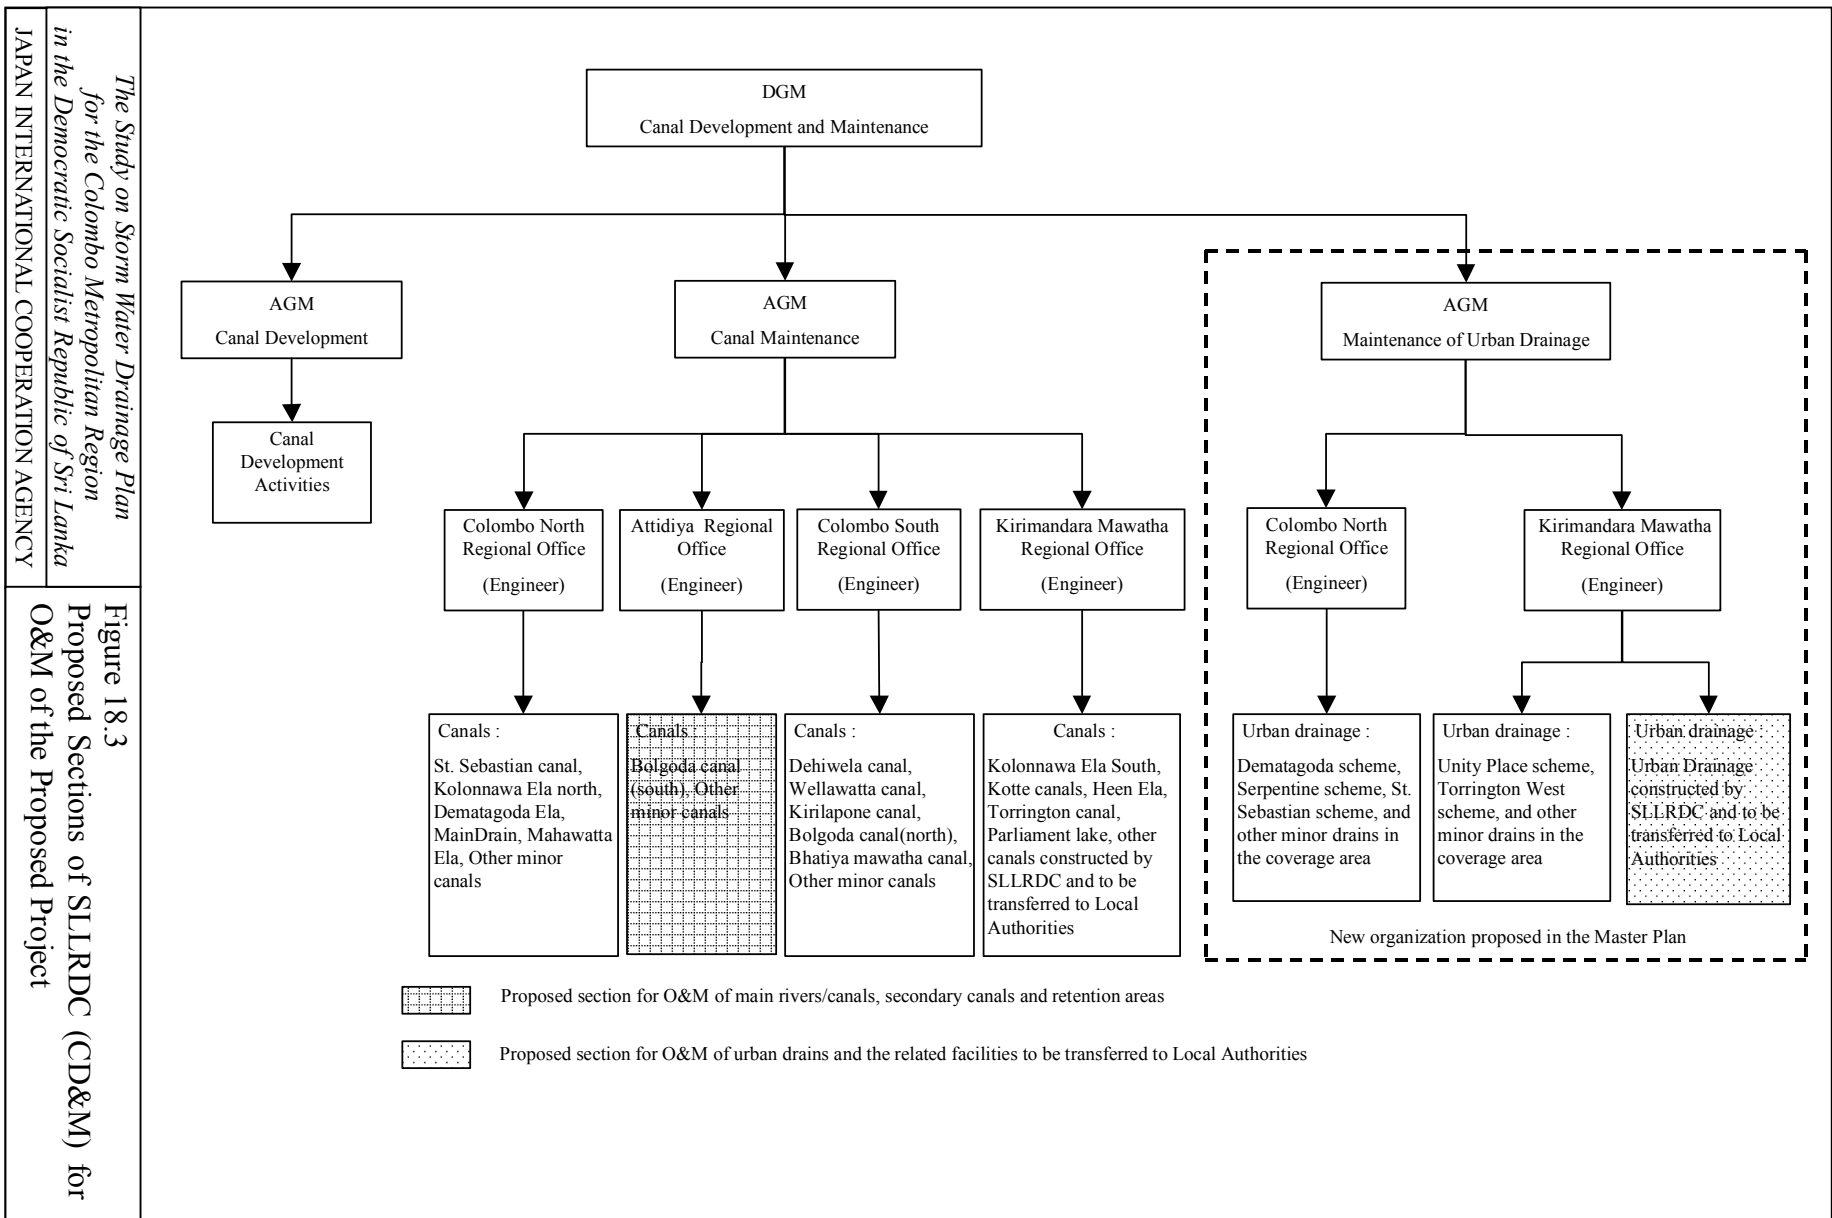 The Study on Storm Water Drainage Plan
for the Colombo Metropolitan Region
in the Democratic Socialist Republic of Sri Lanka
JAPAN INTERNATIONAL COOPERATION AGENCY
Figure 18.3
Proposed Sections of SLLRDC (CD&M) for
O&M of the Proposed Project
DGM
Canal Development and Maintenance
AGM
Canal Development
AGM
Canal Maintenance
AGM
Maintenance of Urban Drainage
Canal
Development
Activities
Colombo North
Regional Office
(Engineer)
Attidiya Regional
Office
(Engineer)
Colombo South
Regional Office
(Engineer)
Kirimandara Mawatha
Regional Office
(Engineer)
Colombo North
Regional Office
(Engineer)
Kirimandara Mawatha
Regional Office
(Engineer)
Canals :
St. Sebastian canal,
Kolonnawa Ela north,
Dematagoda Ela,
MainDrain, Mahawatta
Ela, Other minor
canals
Canals :
Bolgoda canal
(south), Other
minor canals
Canals :
Dehiwela canal,
Wellawatta canal,
Kirilapone canal,
Bolgoda canal(north),
Bhatiya mawatha canal,
Other minor canals
Canals :
Kolonnawa Ela South,
Kotte canals, Heen Ela,
Torrington canal,
Parliament lake, other
canals constructed by
SLLRDC and to be
transferred to Local
Authorities
Urban drainage :
Dematagoda scheme,
Serpentine scheme, St.
Sebastian scheme, and
other minor drains in
the coverage area
Urban drainage :
Unity Place scheme,
Torrington West
scheme, and other
minor drains in the
coverage area
Urban drainage :
Urban Drainage
constructed by
SLLRDC and to be
transferred to Local
Authorities
New organization proposed in the Master Plan
Proposed section for O&M of main rivers/canals, secondary canals and retention areas
Proposed section for O&M of urban drains and the related facilities to be transferred to Local Authorities